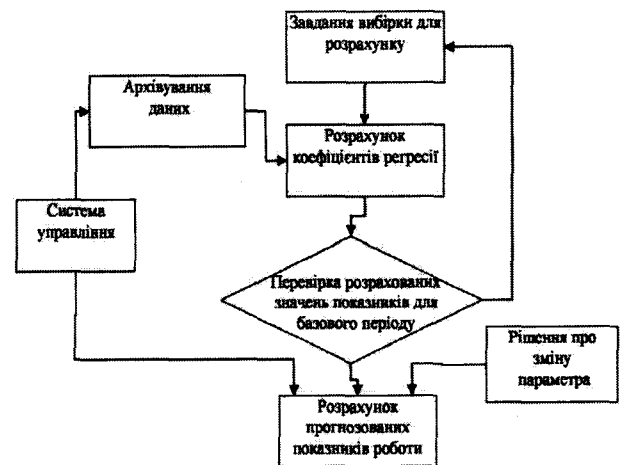 Завдання вибірки для
розрахунку
Архівування
даних
Розрахунок
коефіцієнтів регресії
Система
управління
Перевірка розрахованих
значень показників для
базового періоду
Рішення про
зміну
параметра
Розрахунок
прогнозованих
показників роботи